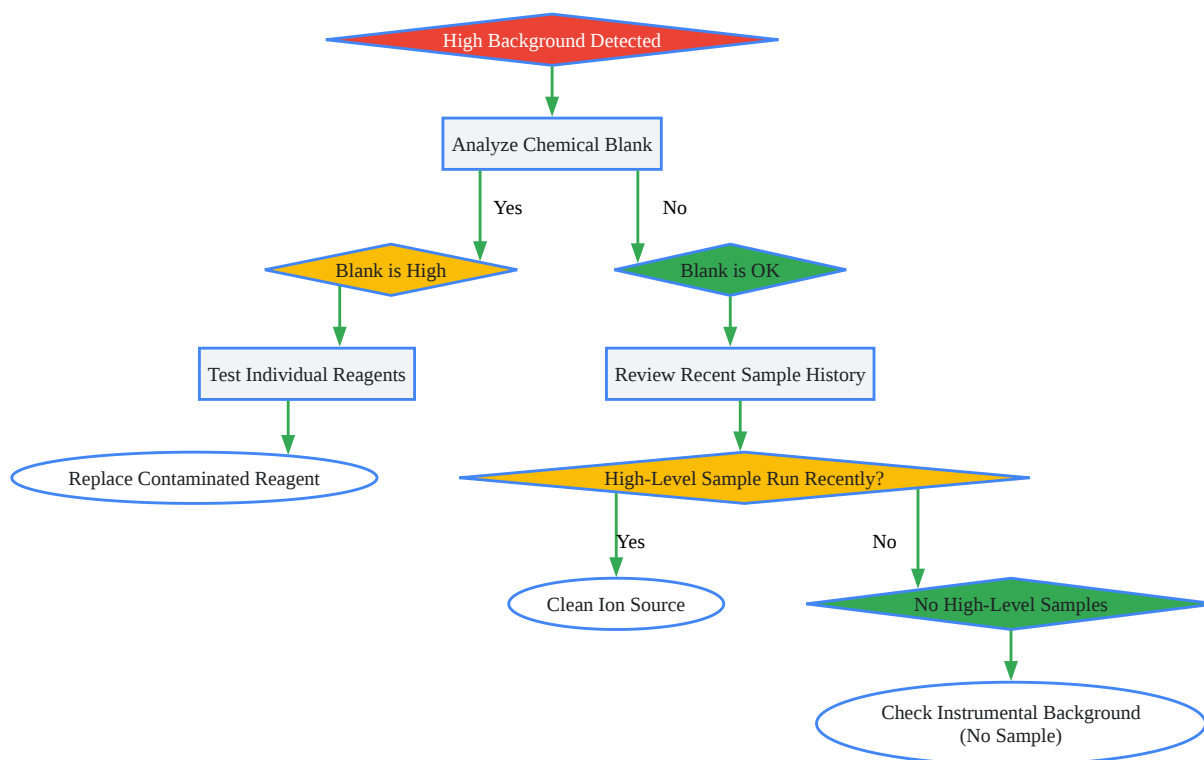 High Background Detected
Analyze Chemical Blank
Yes
No
Blank is High
Blank is OK
Test Individual Reagents
Review Recent Sample History
Replace Contaminated Reagent
High-Level Sample Run Recently?
Yes
No
Clean Ion Source
No High-Level Samples
Check Instrumental Background
(No Sample)